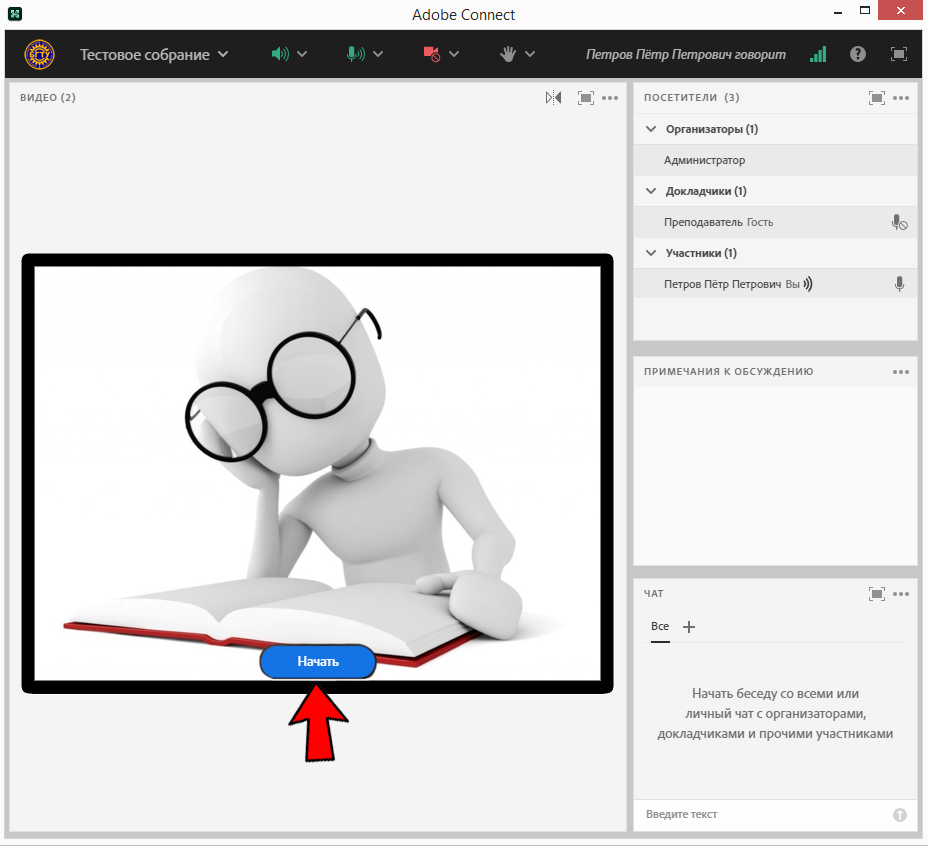 Adobe Connect
Тестовое собрание
Петров Пётр Петрович говорит
ВИДЕО (2)
ПОСЕТИТЕЛИ (3)
Организаторы (1)
Администратор
Докладчики (1)
Преподаватель Гость
Участники (1)
Петров Пётр Петрович Вы
ПРИМЕЧАНИЯ К ОБСУЖДЕНИЮ
Начать
ЧАТ
Все
Начать беседу со всеми или
личный чат с организаторами,
докладчиками и прочими участниками
Введите текст